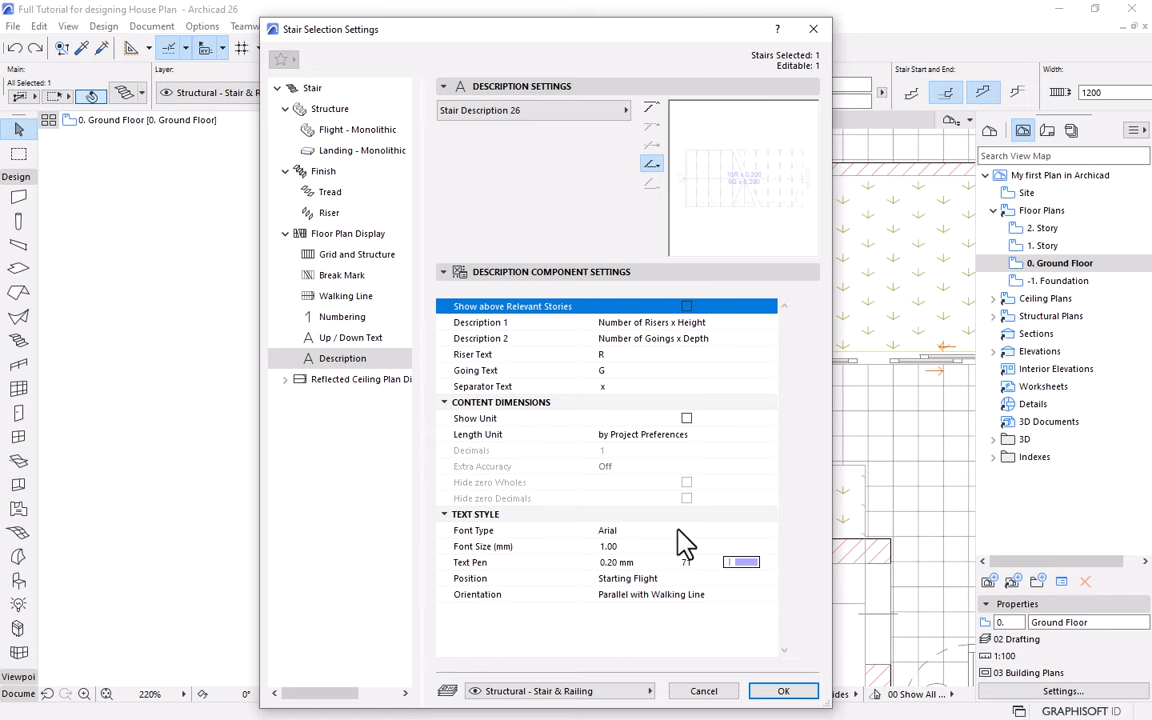 Full Tutorial for designing House Plan - Archicad 26
File Edit View Design Document Options Teamw
Main:
All Selected: 1
Layer:
Structural - Stair & R
0. Ground Floor [0. Ground Floor]
Design
Viewpoi
Docume
220%
0°
Stair Selection Settings
?
Stairs Selected: 1
Editable: 1
Stair
Structure
Flight - Monolithic
Landing - Monolithic
Finish
Tread
Riser
Floor Plan Display
Grid and Structure
Break Mark
Walking Line
Numbering
Up / Down Text
Description
Reflected Ceiling Plan Di
DESCRIPTION SETTINGS
Stair Description 26
DESCRIPTION COMPONENT SETTINGS
Show above Relevant Stories
Description 1 Number of Risers x Height
Description 2 Number of Goings x Depth
Riser Text R
Going Text G
Separator Text x
CONTENT DIMENSIONS
Show Unit
Length Unit by Project Preferences
Decimals 1
Extra Accuracy Off
Hide zero Wholes
Hide zero Decimals
TEXT STYLE
Font Type Arial
Font Size (mm) 1.00
Text Pen 0.20 mm 71
Position Starting Flight
Orientation Parallel with Walking Line
Structural - Stair & Railing
Cancel
OK
Stair Start and End:
Width:
1200
Search View Map
My first Plan in Archicad
Site
Floor Plans
2. Story
1. Story
0. Ground Floor
-1. Foundation
Ceiling Plans
Structural Plans
Sections
Elevations
Interior Elevations
Worksheets
Details
3D Documents
3D
Indexes
Properties
0. Ground Floor
02 Drafting
1:100
03 Building Plans
Settings...
ides
00 Show All ...
GRAPHISOFT ID